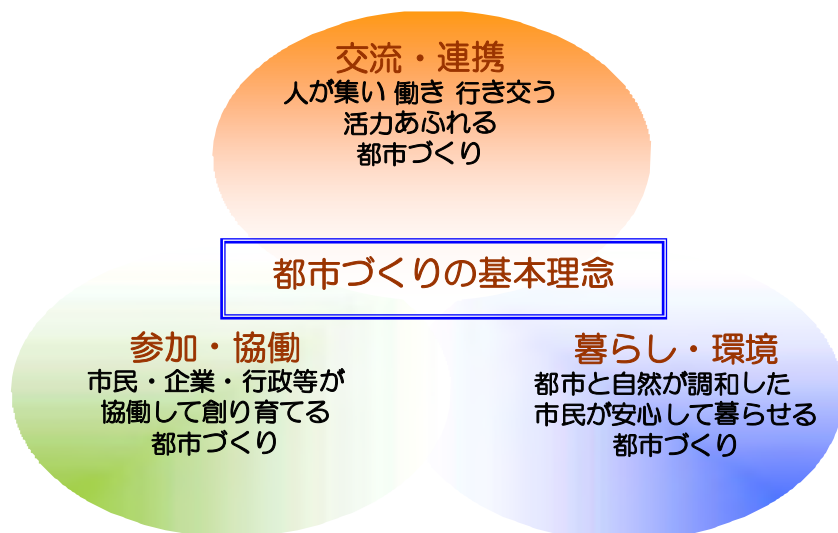 交流・連携
人が集い 働き 行き交う
活力あふれる
都市づくり
都市づくりの基本理念
参加・協働
市民・企業・行政等が
協働して創り育てる
都市づくり
暮らし・環境
都市と自然が調和した
市民が安心して暮らせる
都市づくり